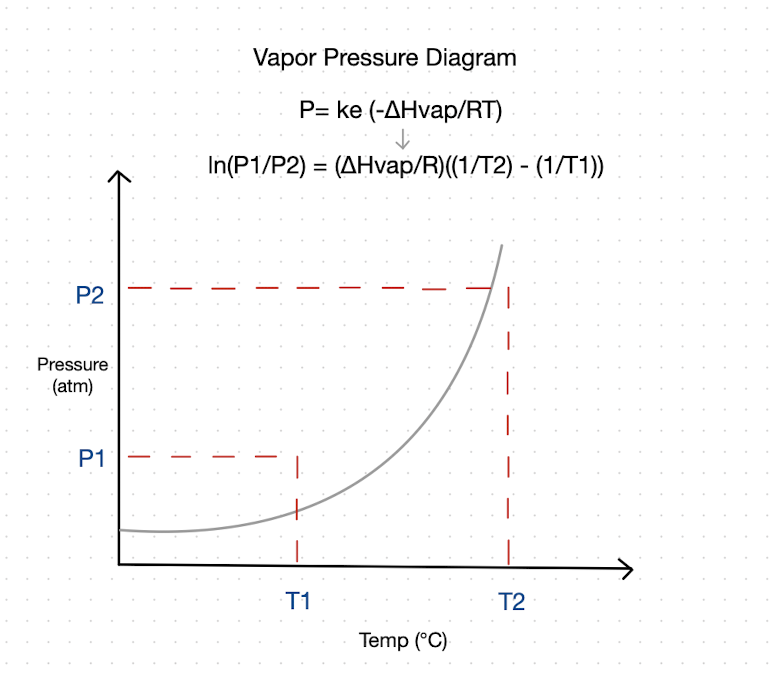 Vapor Pressure Diagram
P= ke (-ΔHvap/RT)
ln(P1/P2) = (ΔHvap/R)((1/T2) - (1/T1))
P2
Pressure
(atm)
P1
T1
T2
Temp (°C)